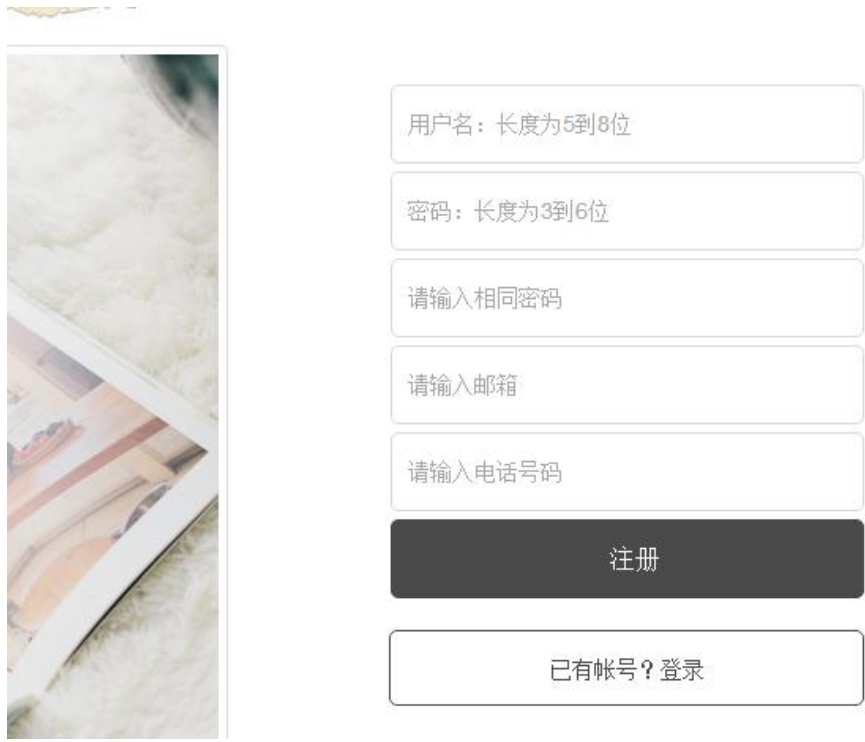 用户名：长度为5到8位
密码：长度为3到6位
请输入相同密码
请输入邮箱
请输入电话号码
注册
已有帐号？登录